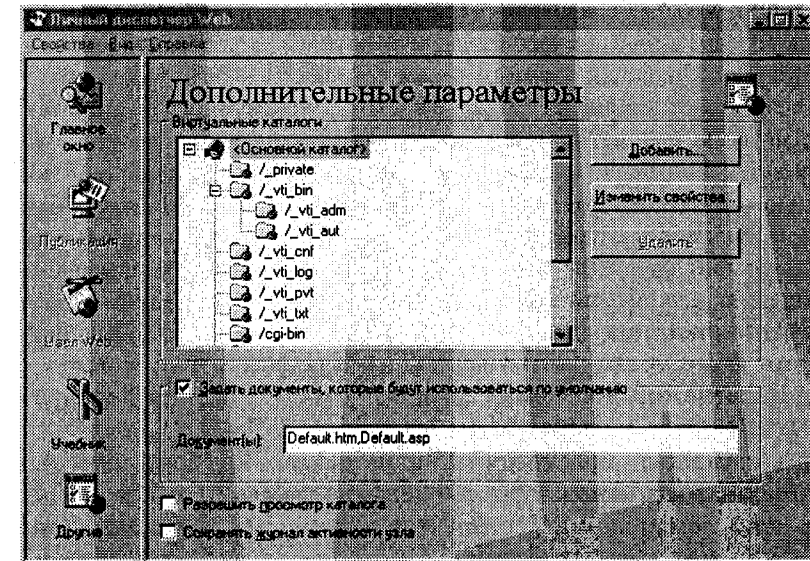 Личный диспетчер Web
Свойства Вид Справка
Главное
окно
Публикация
Узел Web
Учебник
Другие
Дополнительные параметры
Виртуальные каталоги
<Основной каталог>
/_private
/_vti_bin
/_vti_adm
/_vti_aut
/_vti_cnf
/_vti_log
/_vti_pvt
/_vti_txt
/cgi-bin
Добавить...
Изменить свойства...
Удалить
Задать документы, которые будут использоваться по умолчанию
Документ(ы): Default.htm,Default.asp
Разрешить просмотр каталога
Сохранять журнал активности узла